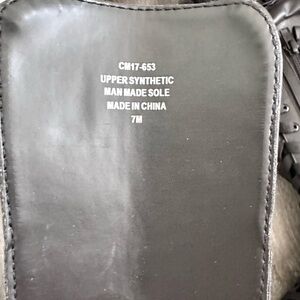 CM17-653
UPPER SYNTHETIC
MAN MADE SOLE
MADE IN CHINA
7M